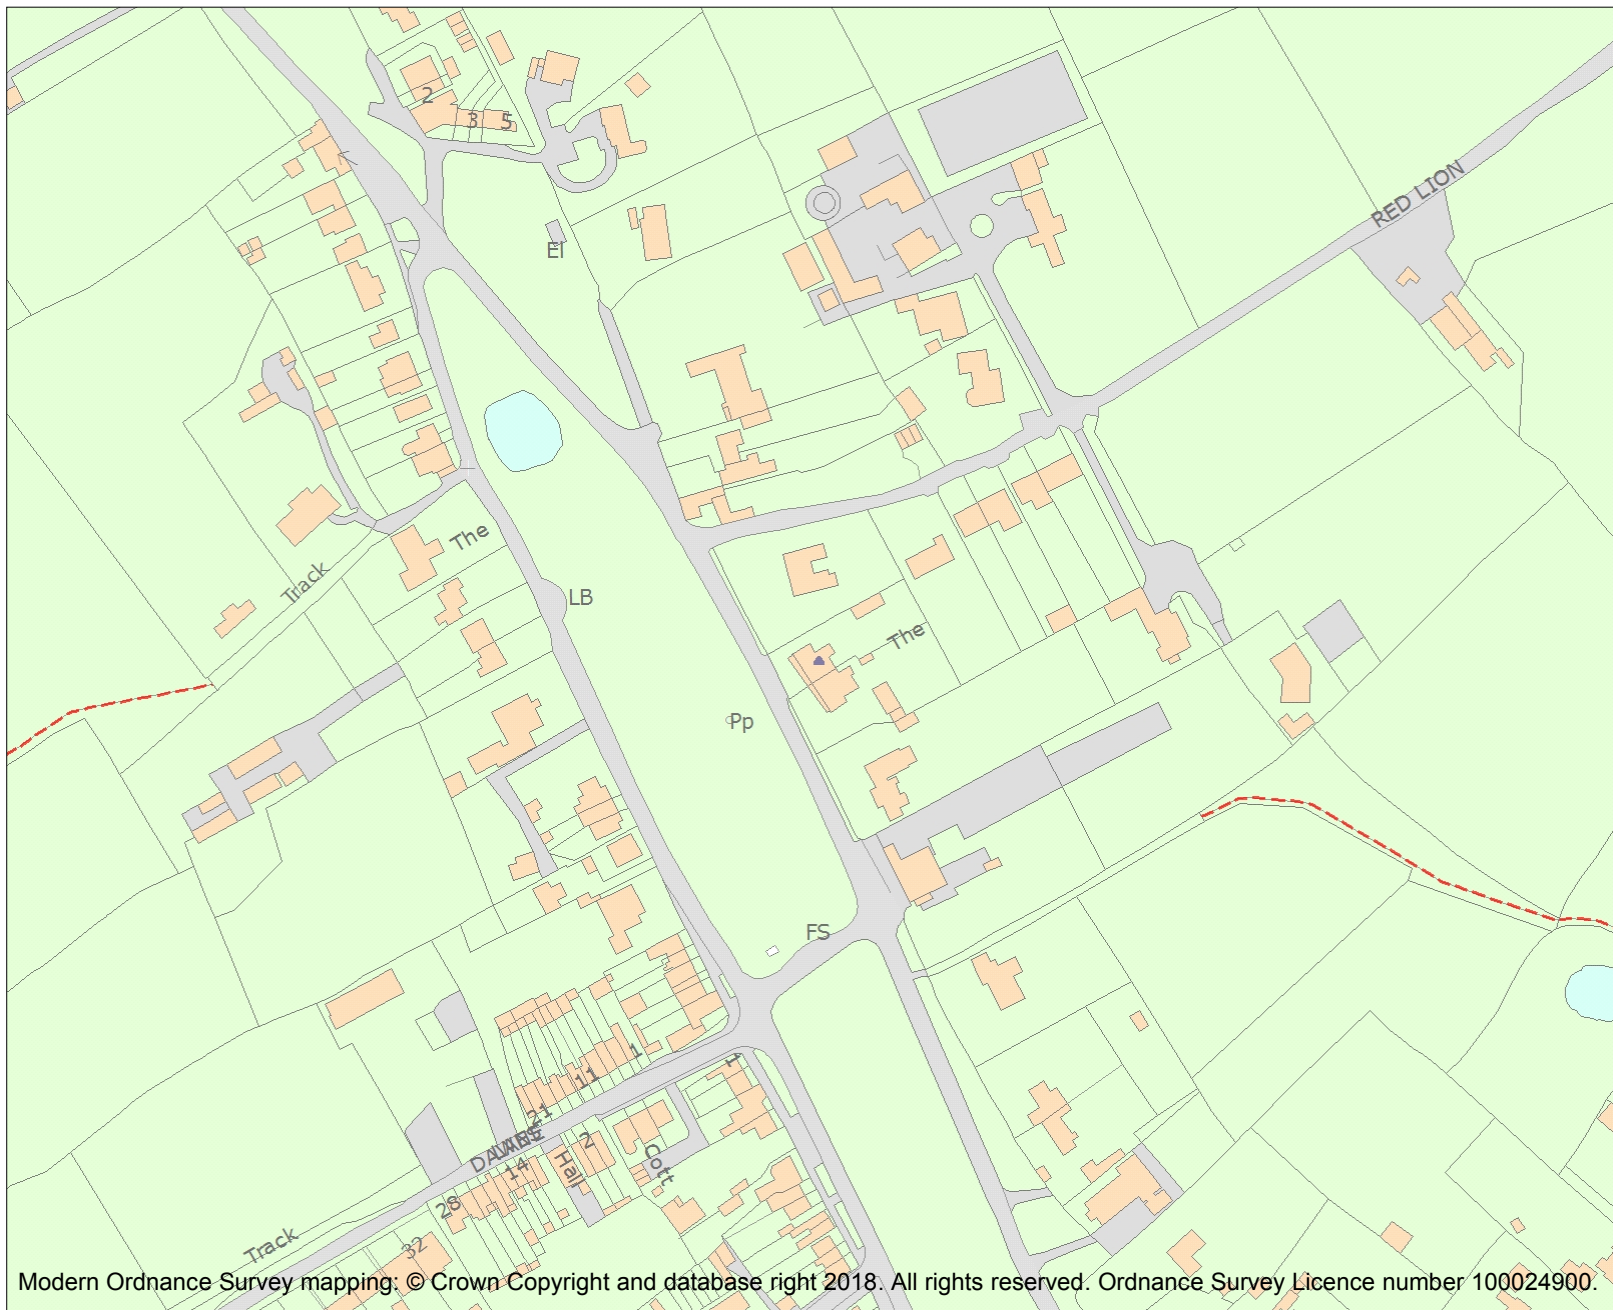 2
3
5
El
RED LION
The
Track
LB
The
Pp
FS
1
11
21
1
2
14
Hall
Cott
28
32
Track
Modern Ordnance Survey mapping: © Crown Copyright and database right 2018. All rights reserved. Ordnance Survey Licence number 100024900.